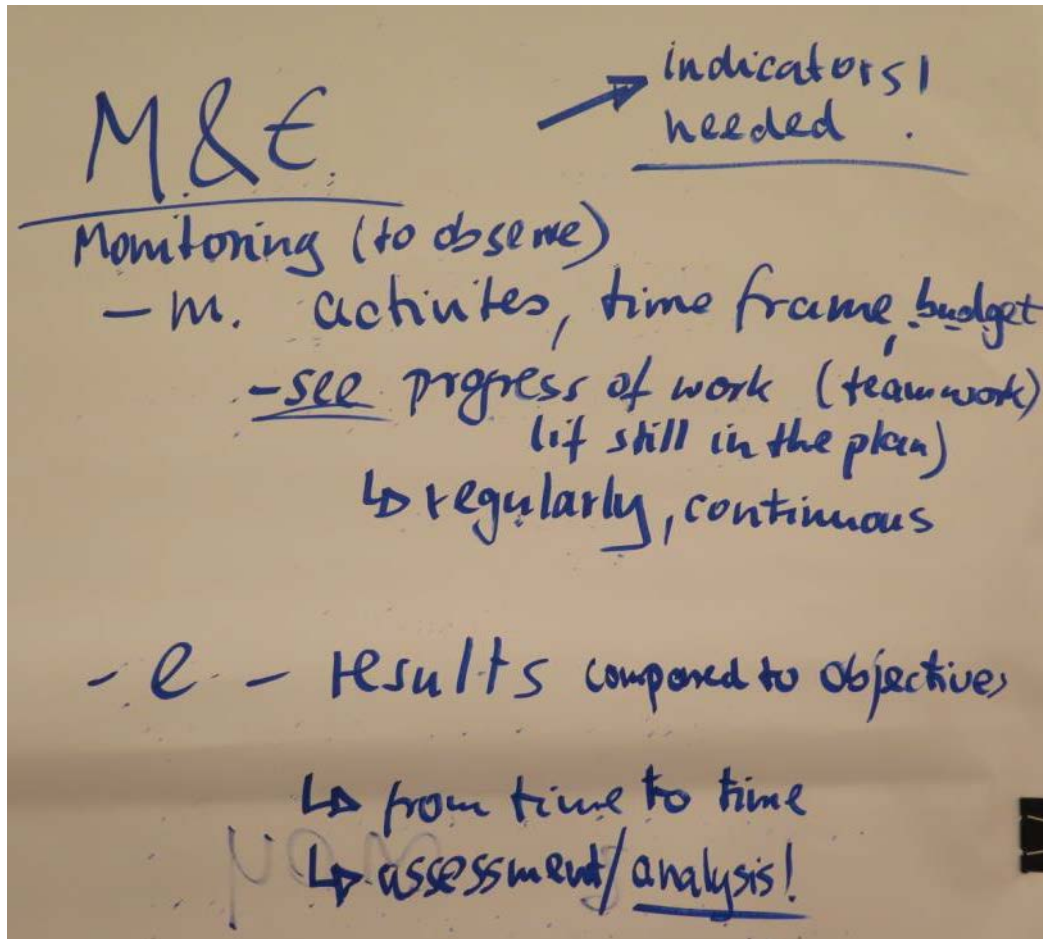 M & E.
indicators!
needed .
Monitoring (to observe)
- m. activites, time frame, budget
- see progress of work (teamwork)
(if still in the plan)
↳ regularly, continuous
- e - results compared to objectives
↳ from time to time
↳ assessment/analysis!